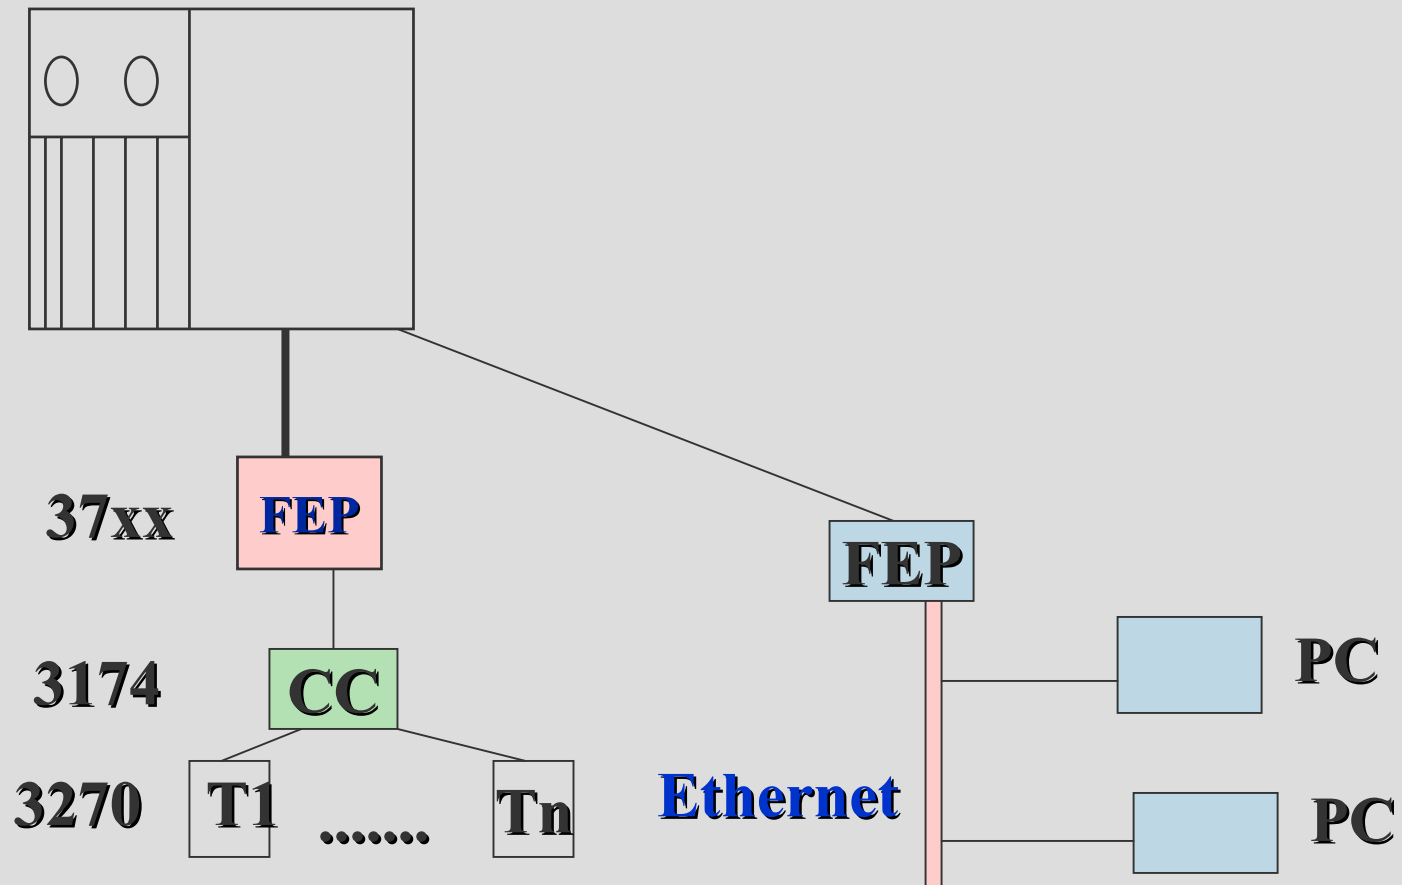 37xx
FEP
FEP
3174
CC
PC
3270
T1
.......
Tn
Ethernet
PC